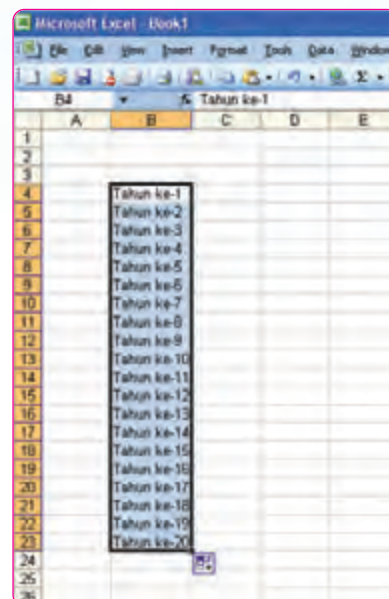 Microsoft Excel - Book1
File Edit View Insert Format Tools Data Window
B4 fx Tahun ke-1
A B C D E
1
2
3
4 Tahun ke-1
5 Tahun ke-2
6 Tahun ke-3
7 Tahun ke-4
8 Tahun ke-5
9 Tahun ke-6
10 Tahun ke-7
11 Tahun ke-8
12 Tahun ke-9
13 Tahun ke-10
14 Tahun ke-11
15 Tahun ke-12
16 Tahun ke-13
17 Tahun ke-14
18 Tahun ke-15
19 Tahun ke-16
20 Tahun ke-17
21 Tahun ke-18
22 Tahun ke-19
23 Tahun ke-20
24
25
26